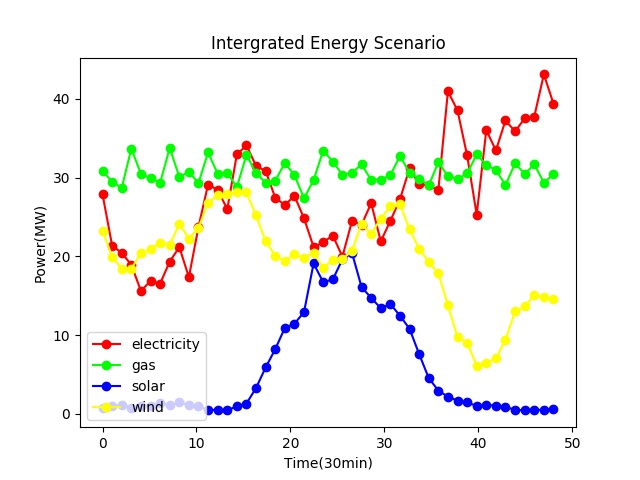 Intergrated Energy Scenario
Power(MW)
40
30
20
10
0
electricity
gas
solar
wind
0 10 20 30 40 50
Time(30min)